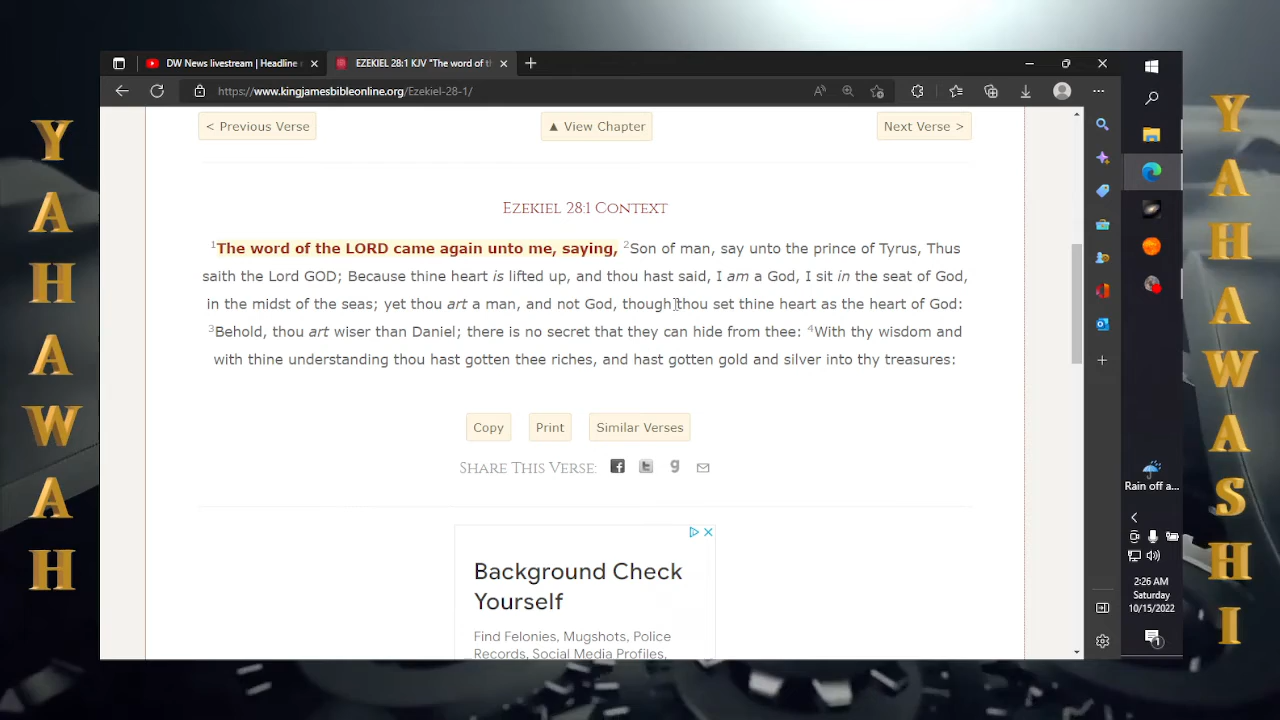 DW News livestream | Headline n
EZEKIEL 28:1 KJV "The word of th
https://www.kingjamesbibleonline.org/Ezekiel-28-1/
< Previous Verse
▲ View Chapter
Next Verse >
Ezekiel 28:1 Context
1The word of the LORD came again unto me, saying, 2Son of man, say unto the prince of Tyrus, Thus
saith the Lord GOD; Because thine heart is lifted up, and thou hast said, I am a God, I sit in the seat of God,
in the midst of the seas; yet thou art a man, and not God, though thou set thine heart as the heart of God:
3Behold, thou art wiser than Daniel; there is no secret that they can hide from thee: 4With thy wisdom and
with thine understanding thou hast gotten thee riches, and hast gotten gold and silver into thy treasures:
Copy
Print
Similar Verses
Share This Verse:
Background Check
Yourself
Find Felonies, Mugshots, Police
Records, Social Media Profiles,
Rain off a...
2:26 AM
Saturday
10/15/2022
1
YAHAWAH
YAHAWASHI